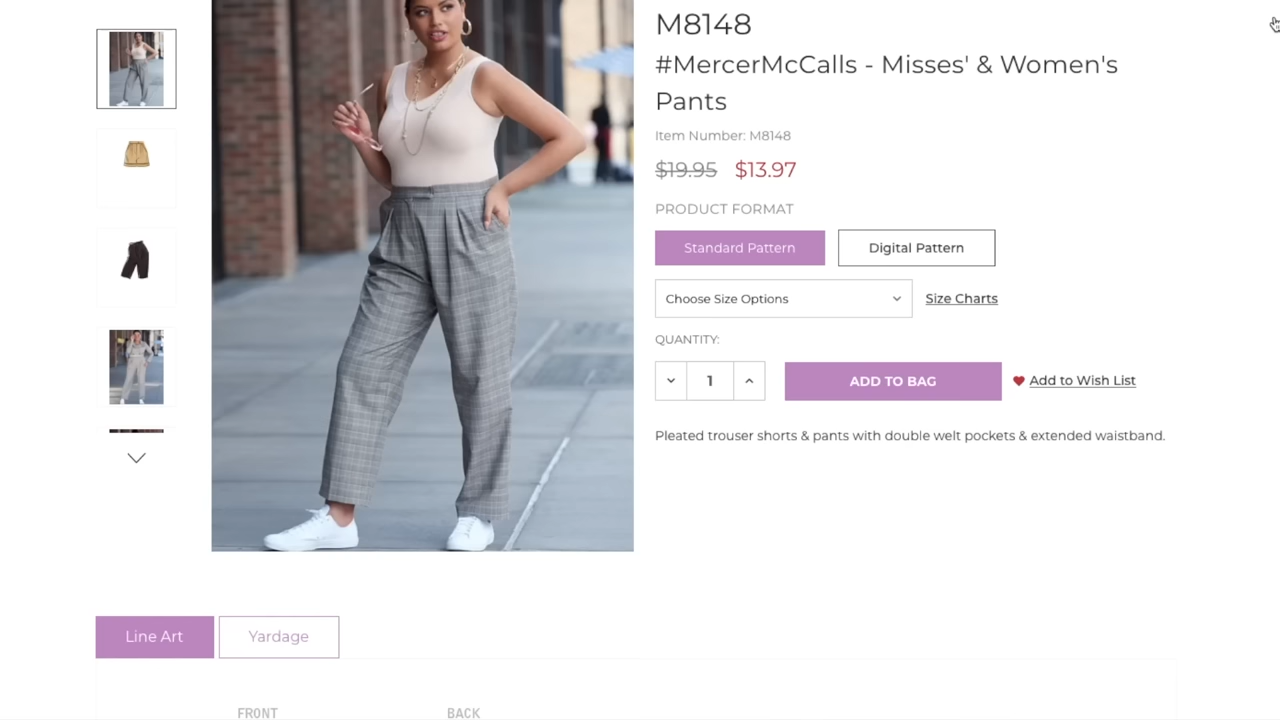 M8148
#MercerMcCalls - Misses' & Women's
Pants
Item Number: M8148
$19.95 $13.97
PRODUCT FORMAT
Standard Pattern Digital Pattern
Choose Size Options Size Charts
QUANTITY:
1 ADD TO BAG Add to Wish List
Pleated trouser shorts & pants with double welt pockets & extended waistband.
Line Art Yardage
FRONT BACK